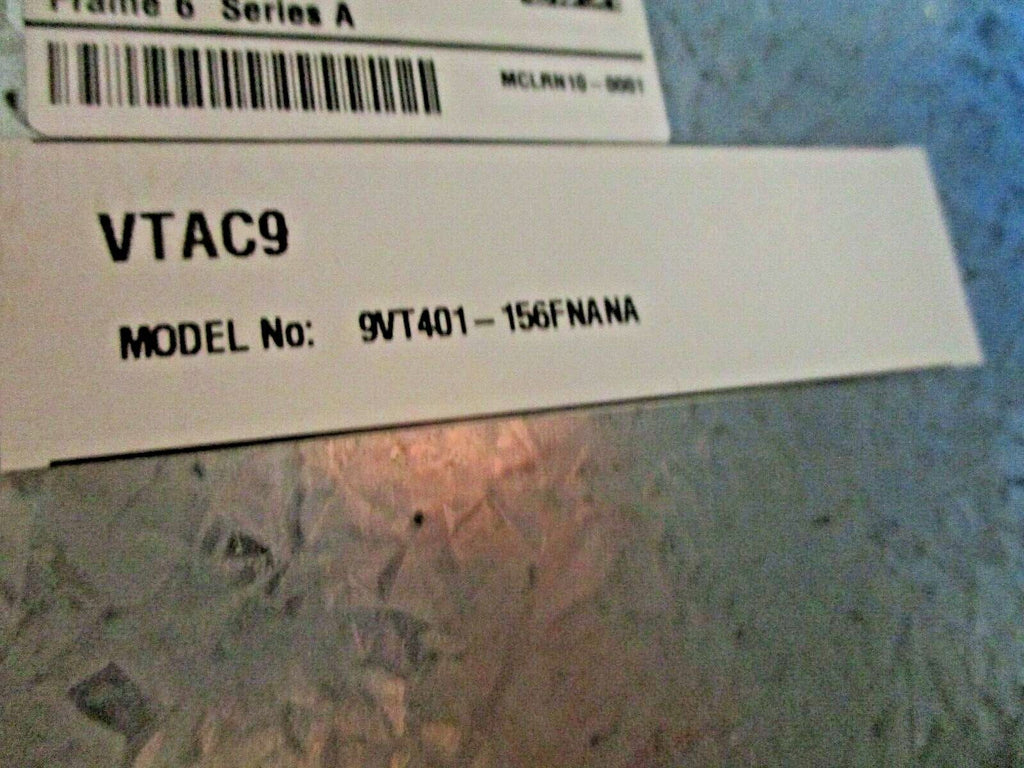 Frame 6 Series A
MCLRN10-0001
VTAC9
MODEL No: 9VT401-156FNANA